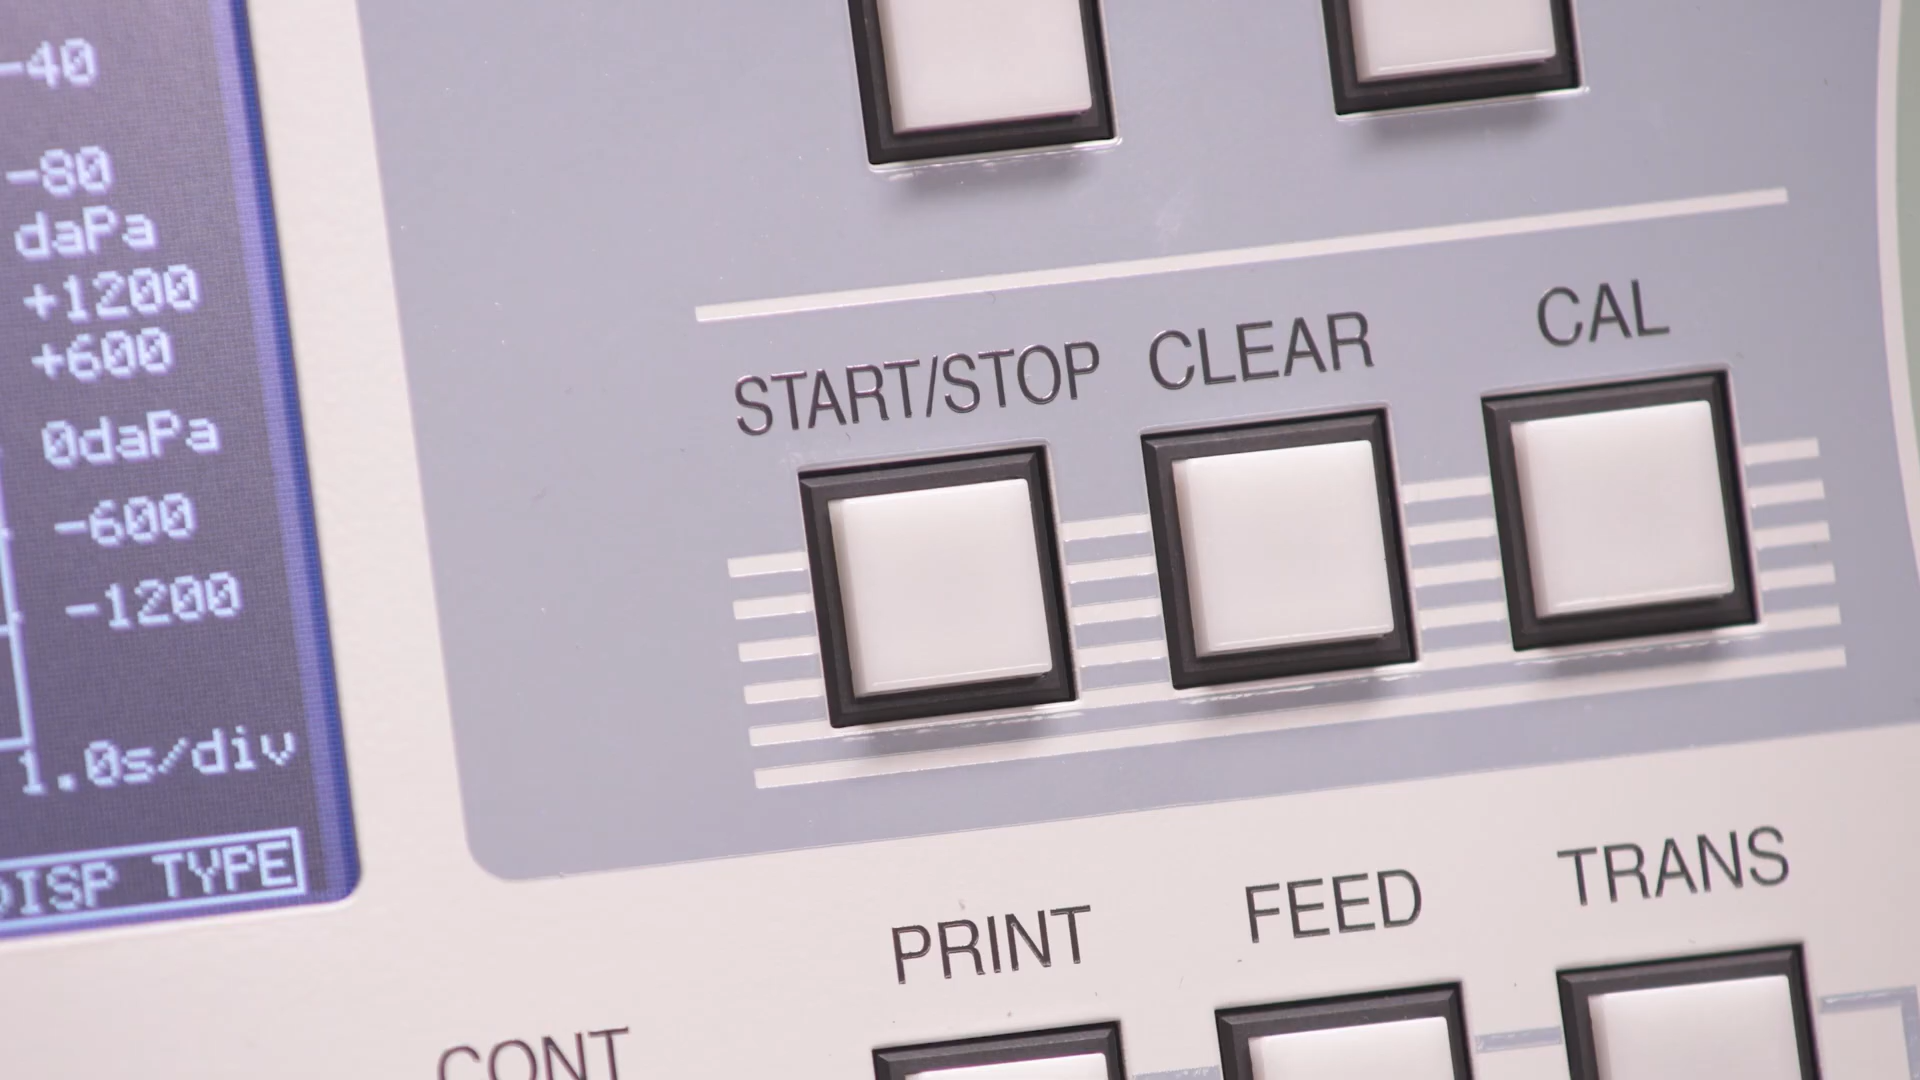 -40
-80
daPa
+1200
+600
0daPa
-600
-1200
1.0s/div
DISP TYPE
START/STOP CLEAR CAL
PRINT FEED TRANS
CONT